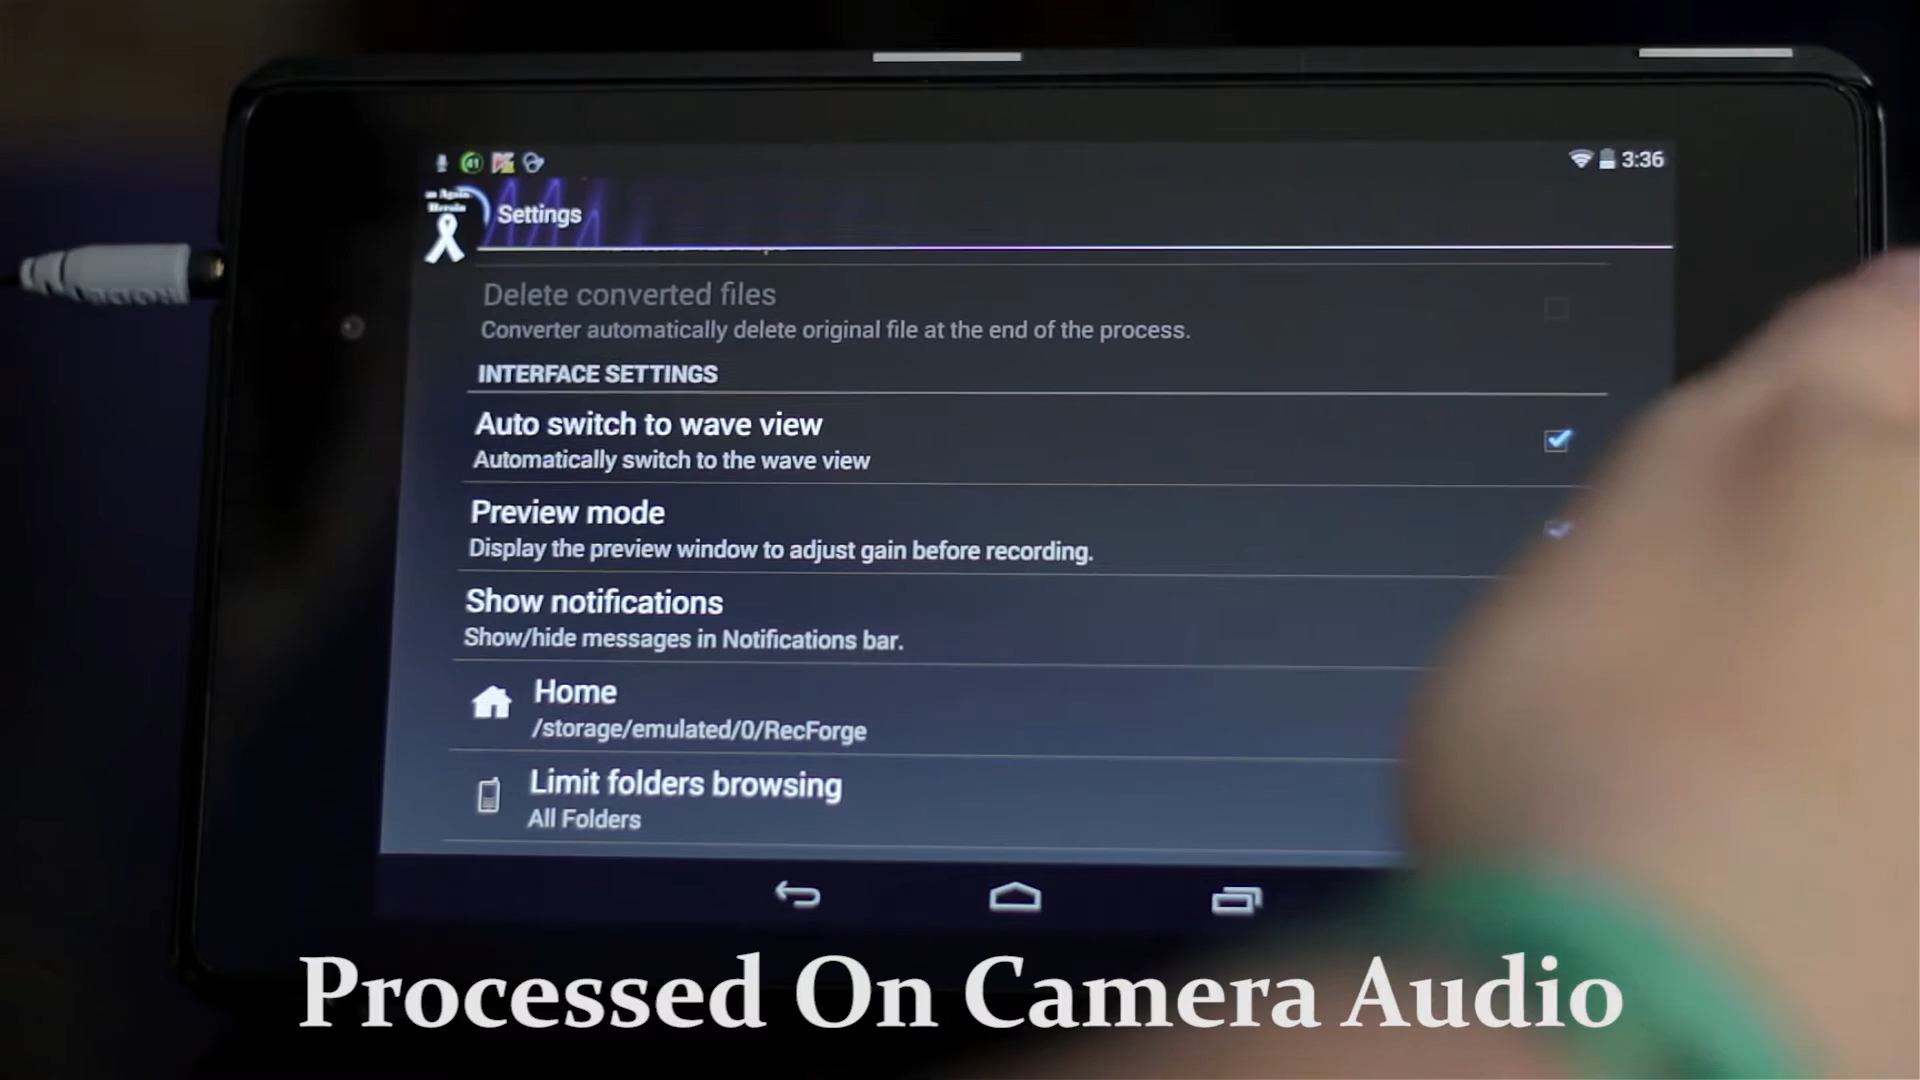 41
3:36
Settings
Delete converted files
Converter automatically delete original file at the end of the process.
INTERFACE SETTINGS
Auto switch to wave view
Automatically switch to the wave view
Preview mode
Display the preview window to adjust gain before recording.
Show notifications
Show/hide messages in Notifications bar.
Home
/storage/emulated/0/RecForge
Limit folders browsing
All Folders
Processed On Camera Audio